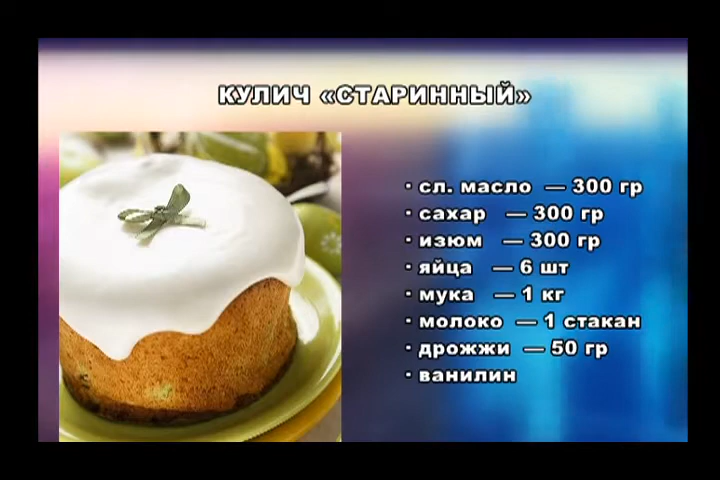 КУЛИЧ «СТАРИННЫЙ»
· сл. масло — 300 гр
· сахар — 300 гр
· изюм — 300 гр
· яйца — 6 шт
· мука — 1 кг
· молоко — 1 стакан
· дрожжи — 50 гр
· ванилин